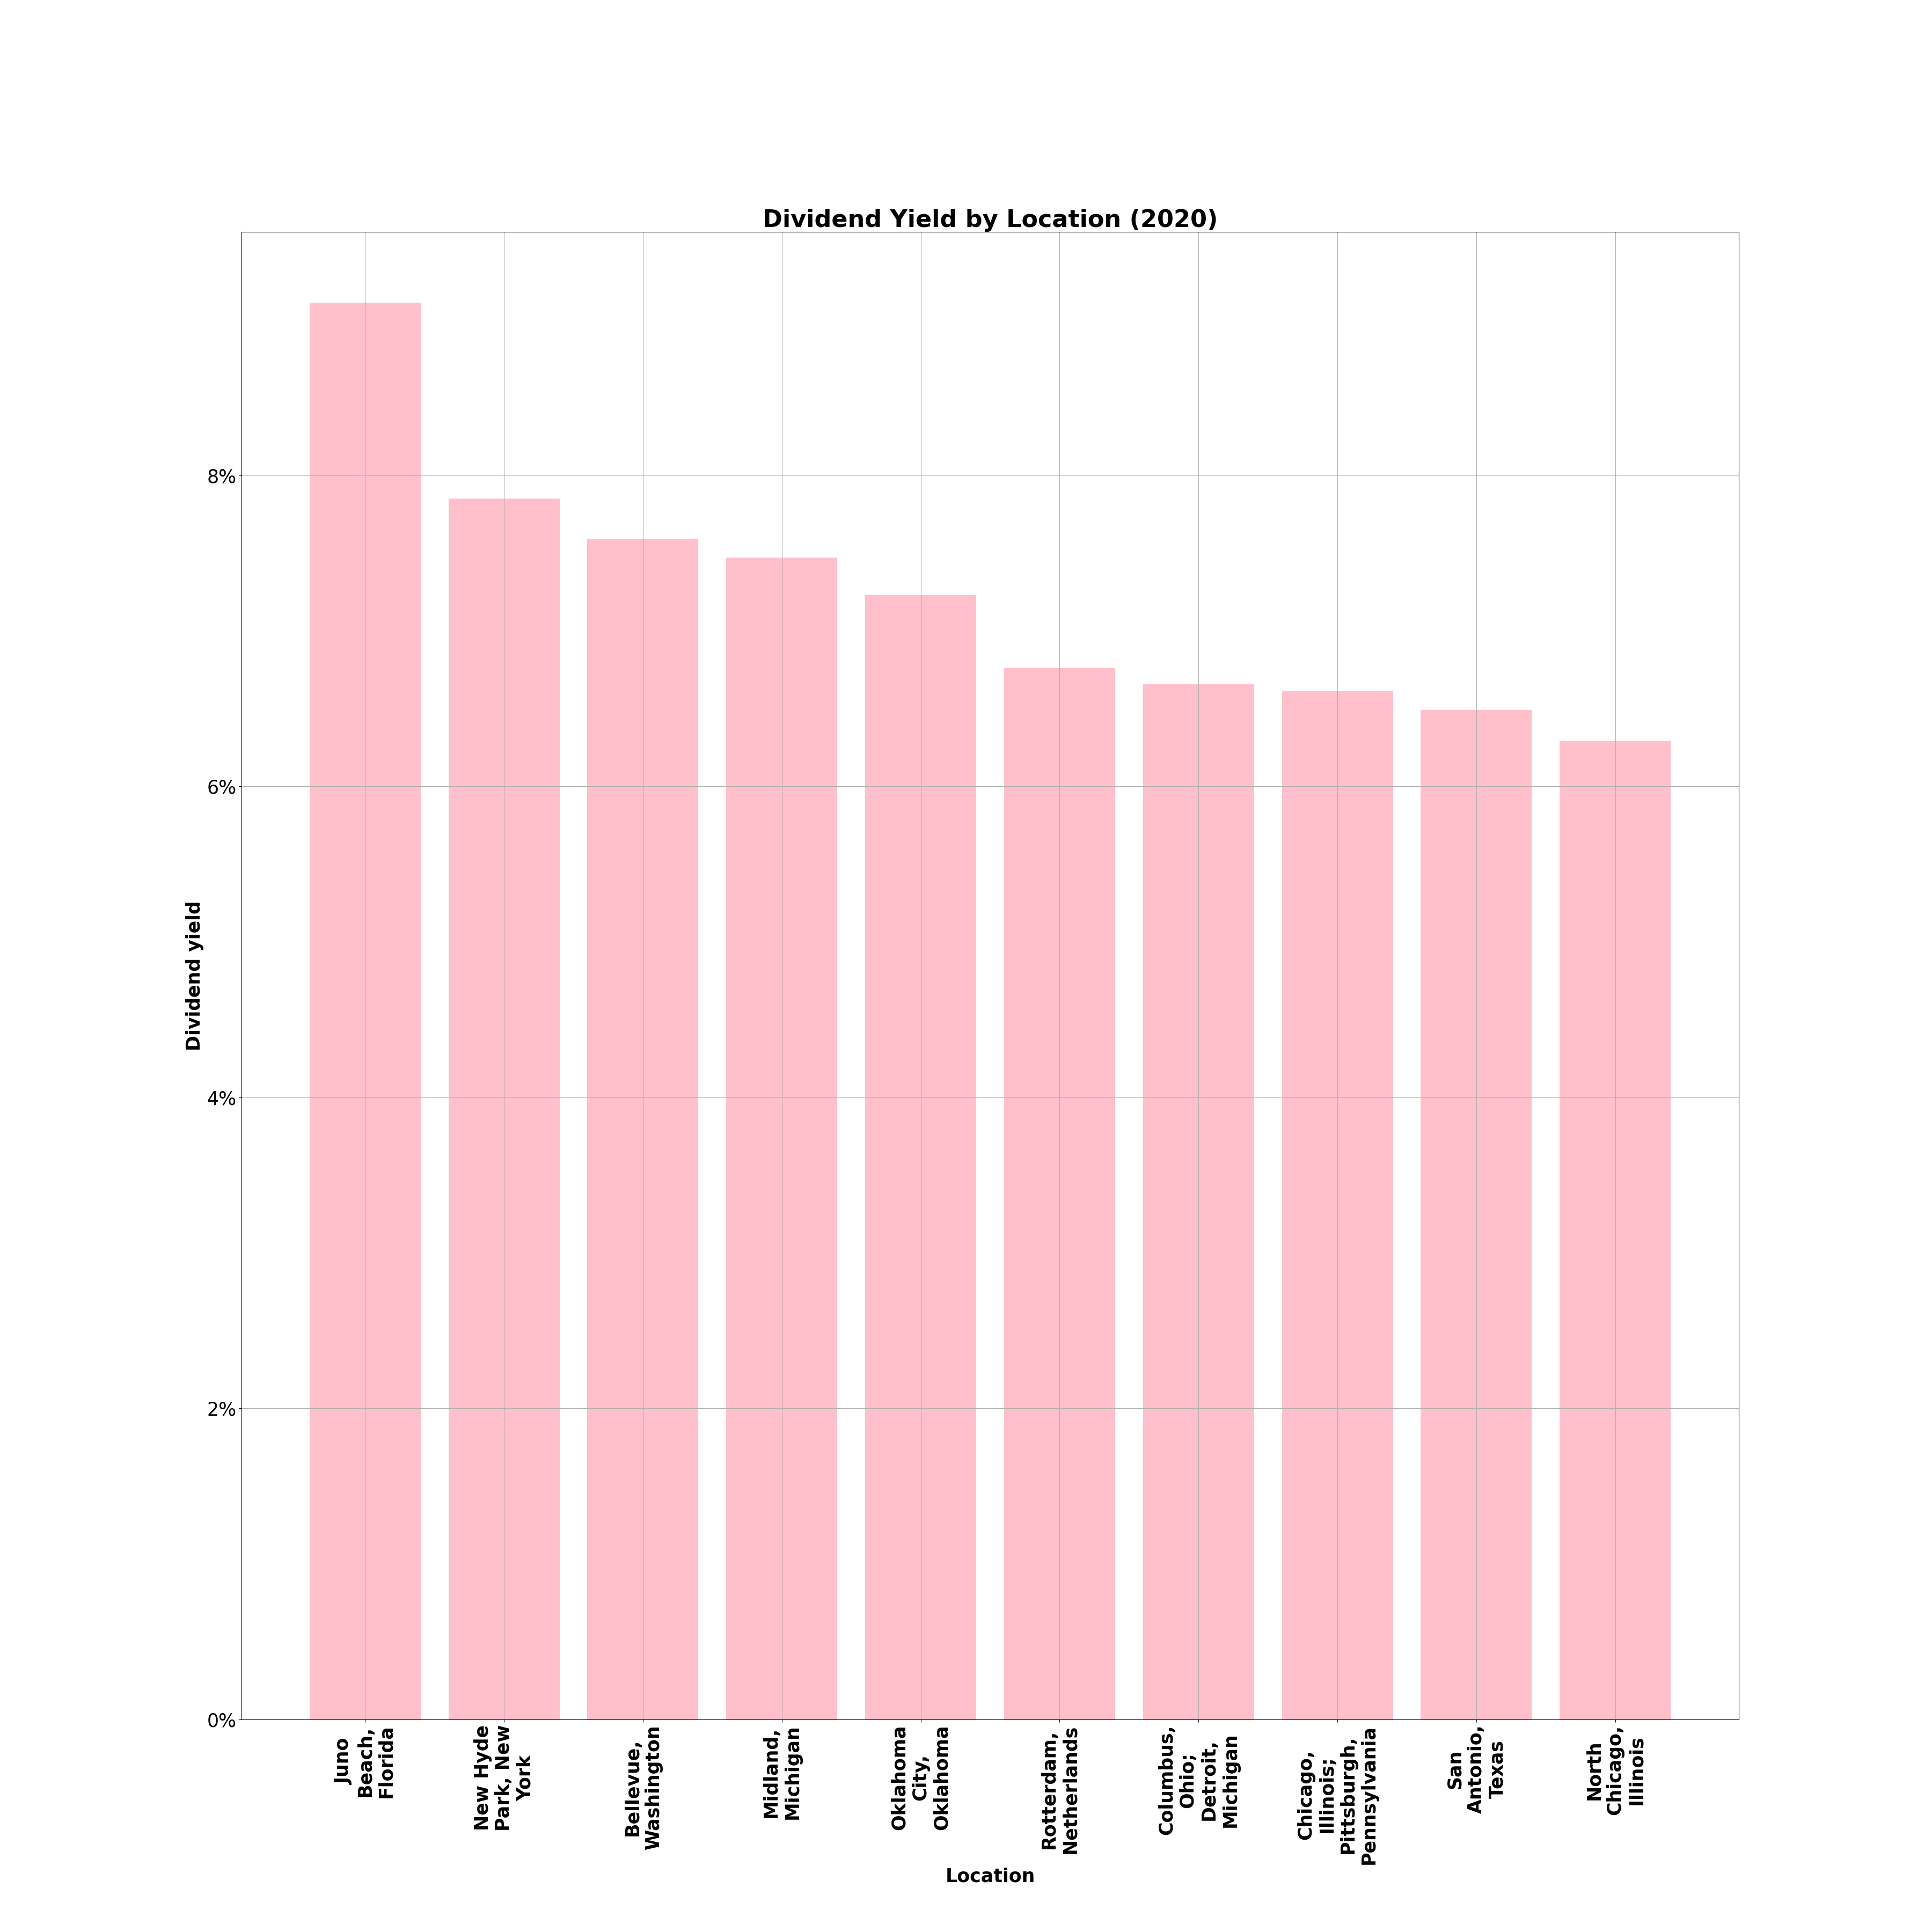 Dividend Yield by Location (2020)
8%
6%
4%
2%
0%
Dividend yield
Juno
Beach,
Florida
New Hyde
Park, New
York
Bellevue,
Washington
Midland,
Michigan
Oklahoma
City,
Oklahoma
Rotterdam,
Netherlands
Columbus,
Ohio;
Detroit,
Michigan
Chicago,
Illinois;
Pittsburgh,
Pennsylvania
San
Antonio,
Texas
North
Chicago,
Illinois
Location